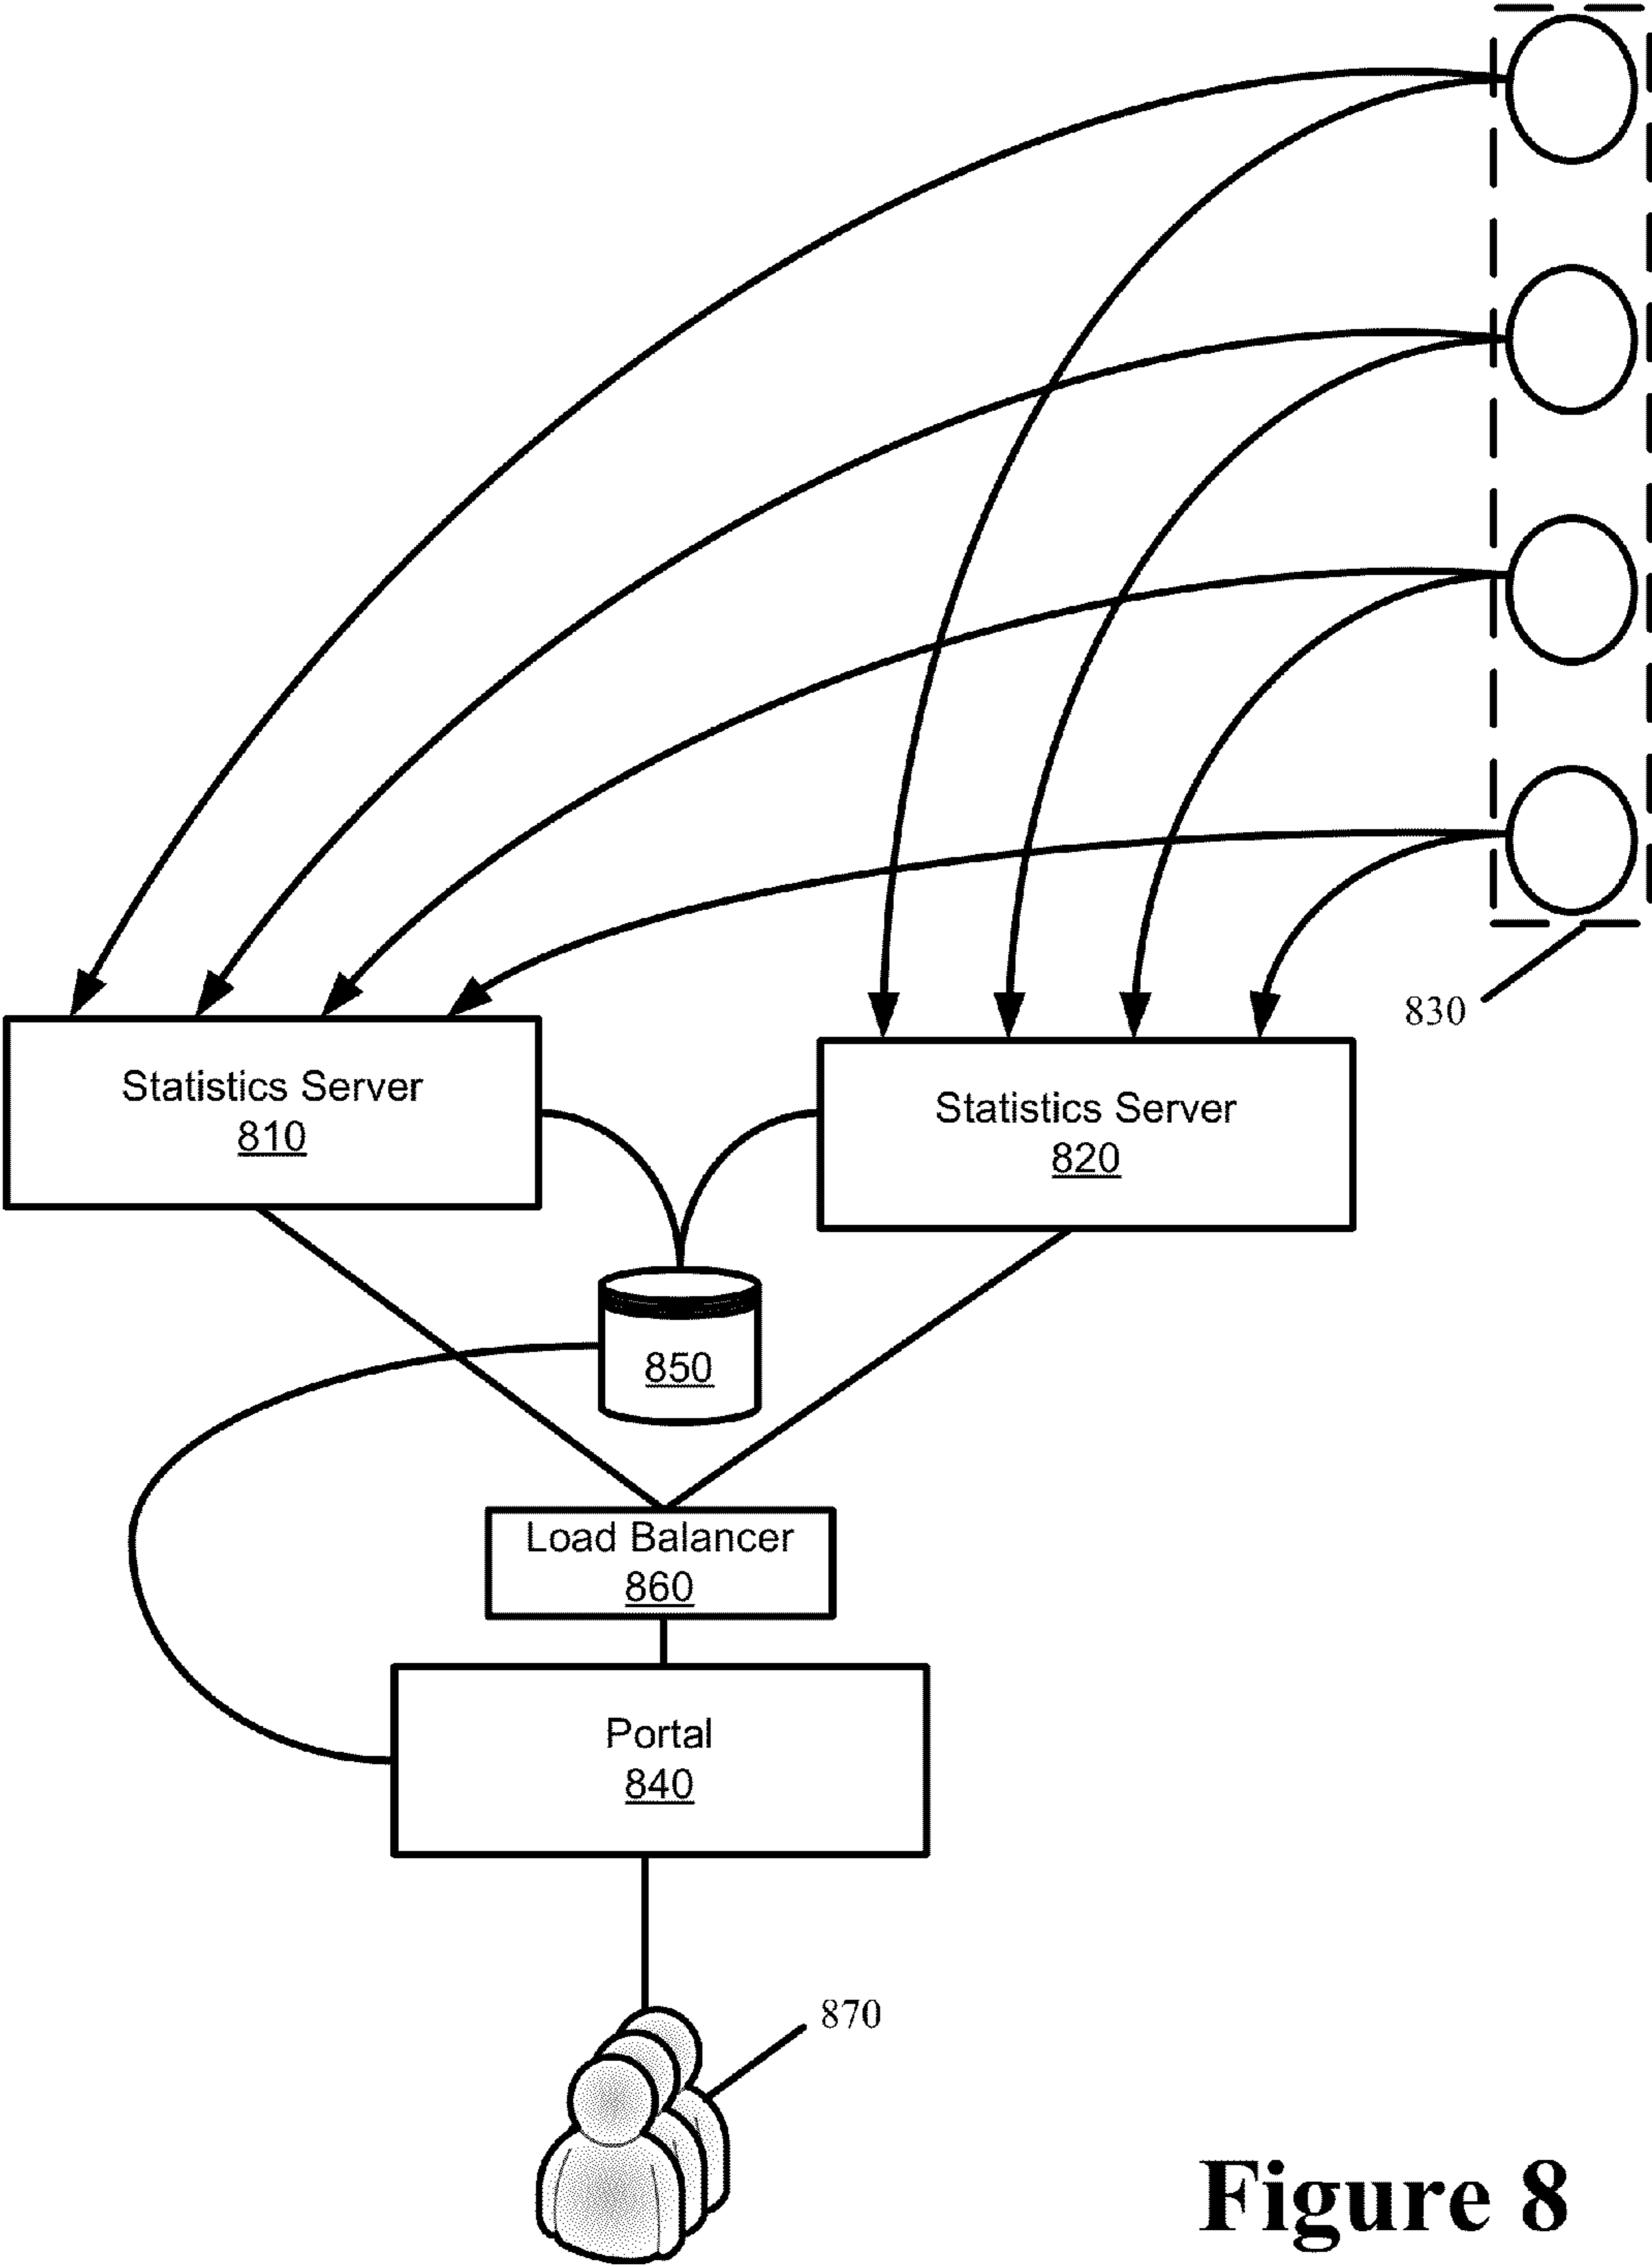 830
Statistics Server
810
Statistics Server
820
850
Load Balancer
860
Portal
840
870
Figure 8